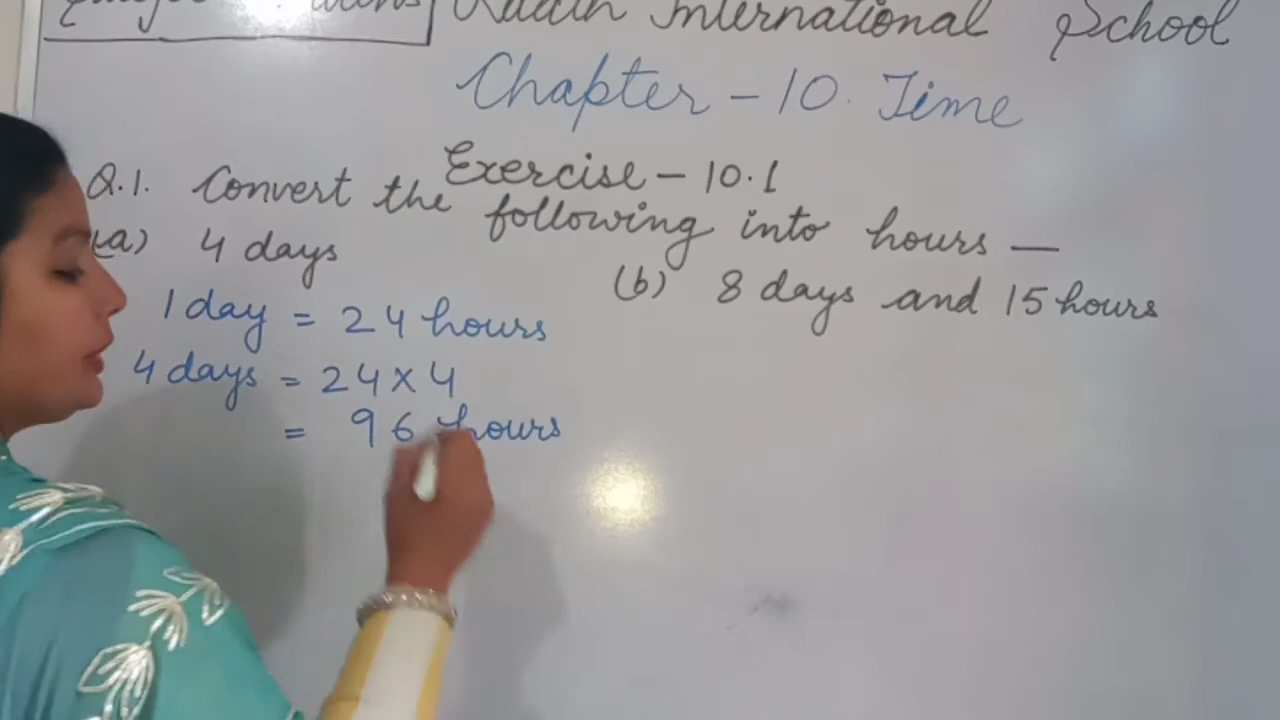 International School
Chapter - 10. Time
Exercise - 10.1
Q.1. Convert the following into hours —
(a) 4 days
(b) 8 days and 15 hours
1 day = 24 hours
4 days = 24 x 4
= 96 hours